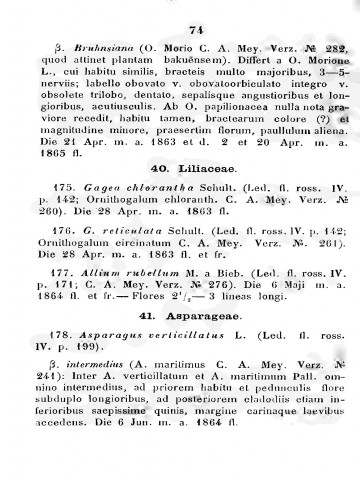 74
β. Bruhnsiana (O. Morio C. A. Mey. Verz. № 282,
quod attinet plantam bakuënsem). Differt a O. Morione
L., cui habitu similis, bracteis multo majoribus, 3—5-
nerviis; labello obovato v. obovatoorbiculato integro v.
obsolete trilobo, dentato, sepalisque angustioribus et lon-
gioribus, acutiusculis. Ab O. papilionacea nulla nota gra-
viore recedit, habitu tamen, bractearum colore (?) et
magnitudine minore, praesertim florum, paullulum aliena.
Die 21 Apr. m. a. 1863 et d. 2 et 20 Apr. m. a.
1865 fl.
40. Liliaceae.
175. Gagea chlorantha Schult. (Led. fl. ross. IV.
p. 142; Ornithogalum chloranth. C. A. Mey. Verz. №
260). Die 28 Apr. m. a. 1863 fl.
176. G. reticulata Schult. (Led. fl. ross. IV. p. 142;
Ornithogalum circinatum C. A. Mey. Verz. №. 261).
Die 28 Apr. m. a. 1863 fl. et fr.
177. Allium rubellum M. a Bieb. (Led. fl. ross. IV.
p. 171; C. A. Mey. Verz. № 276). Die 6 Maji m. a.
1864 fl. et fr. — Flores 2¹/₂— 3 lineas longi.
41. Asparageae.
178. Asparagus verticillatus L. (Led. fl. ross.
IV. p. 199).
β. intermedius (A. maritimus C. A. Mey. Verz. №
241): Inter A. verticillatum et A. maritimum Pall. om-
nino intermedius, ad priorem habitu et pedunculis flore
subduplo longioribus, ad posteriorem cladodiis etiam in-
ferioribus saepissime quinis, margine carinaque laevibus
accedens. Die 6 Jun. m. a. 1864 fl.